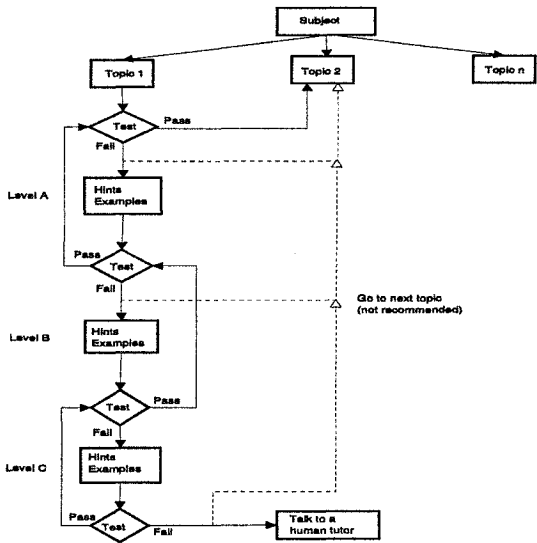 Subject
Topic 1
Topic 2
Topic n
Test
Pass
Fail
Level A
Hints
Examples
Pass
Test
Fail
Go to next topic
(not recommended)
Level B
Hints
Examples
Test
Pass
Fail
Level C
Hints
Examples
Pass
Test
Fail
Talk to a
human tutor